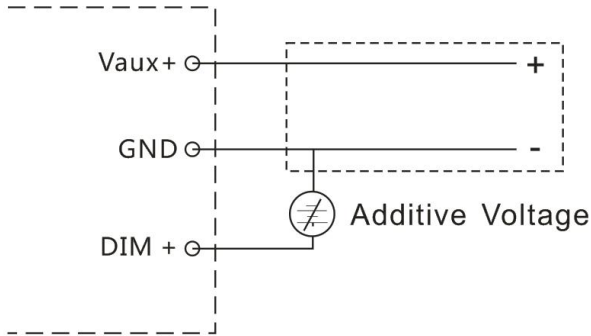 Vaux+ +
GND -
Additive Voltage
DIM +